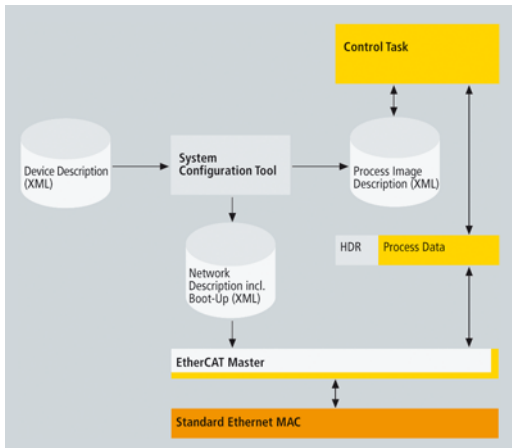 Control Task
Device Description
(XML)
System
Configuration Tool
Process Image
Description (XML)
HDR
Process Data
Network
Description incl.
Boot-Up (XML)
EtherCAT Master
Standard Ethernet MAC